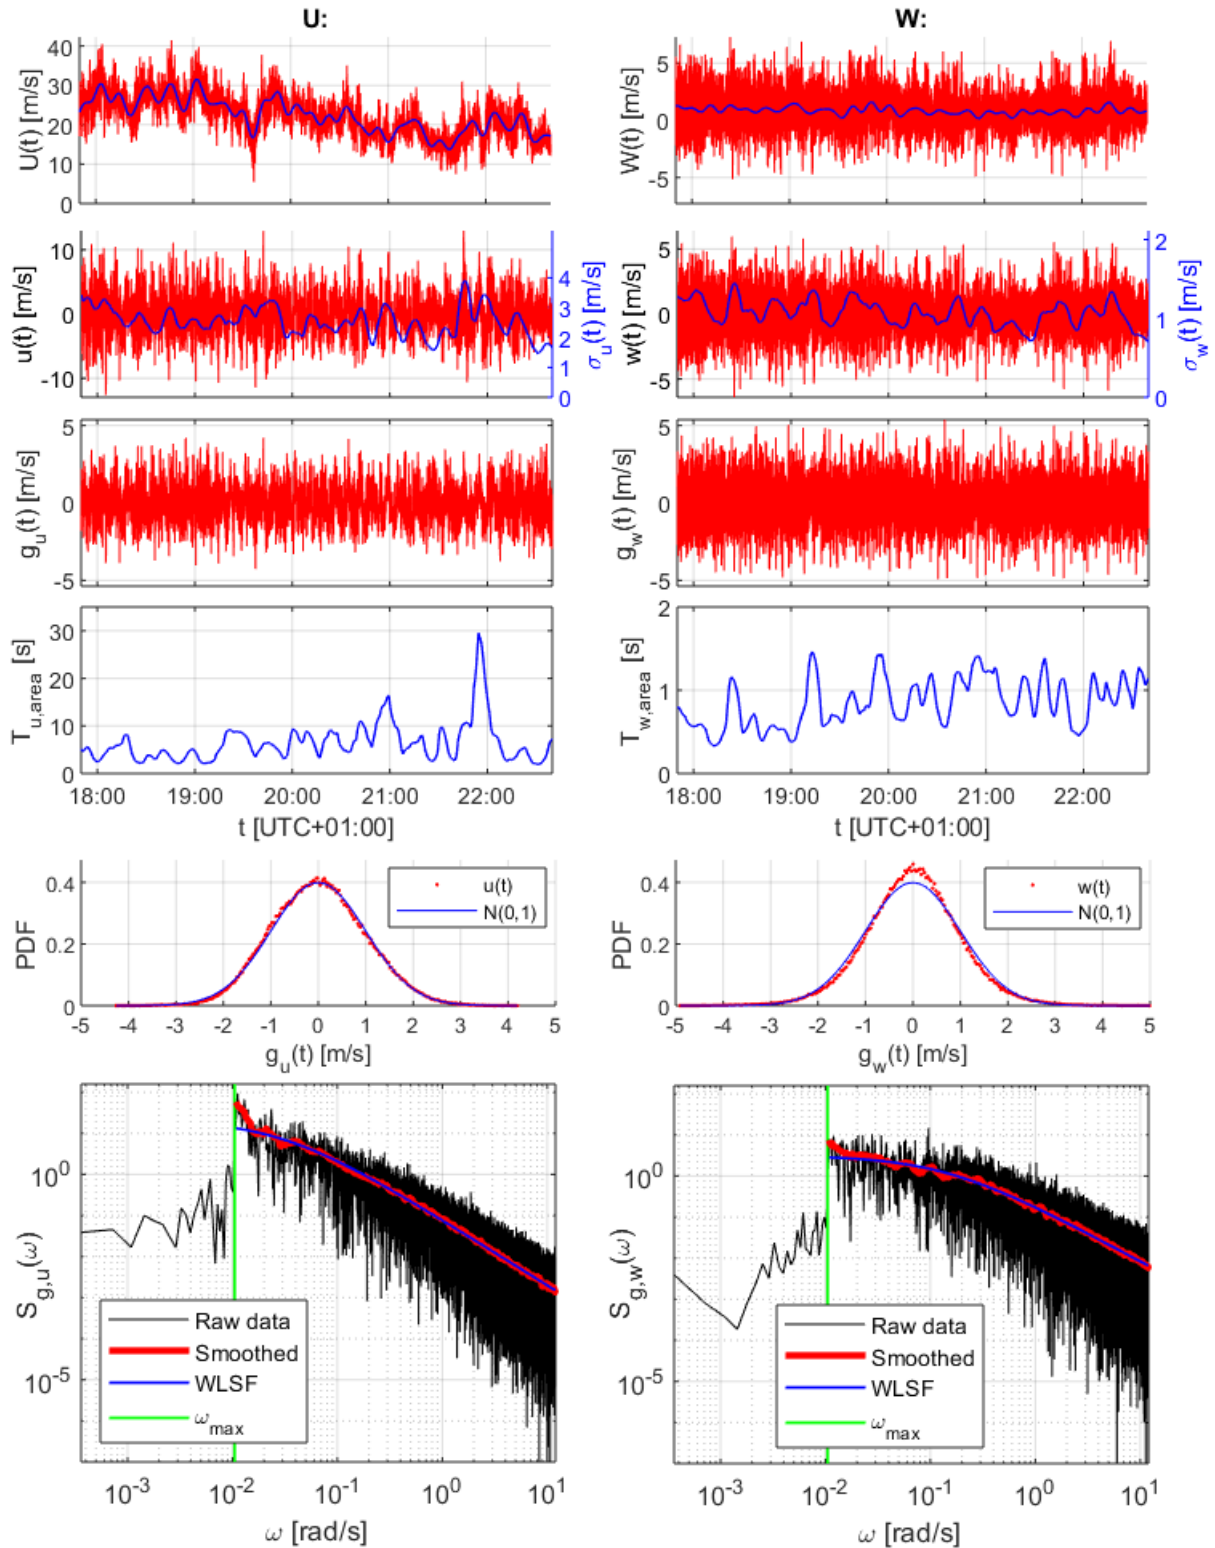 U:
W:
40
30
20
10
0
U(t) [m/s]
5
0
-5
W(t) [m/s]
10
0
-10
u(t) [m/s]
4
3
2
1
0
σu(t) [m/s]
5
0
-5
w(t) [m/s]
2
1
0
σw(t) [m/s]
5
0
-5
gu(t) [m/s]
5
0
-5
gw(t) [m/s]
30
20
10
0
Tu,area [s]
18:00 19:00 20:00 21:00 22:00
t [UTC+01:00]
2
1
0
Tw,area [s]
18:00 19:00 20:00 21:00 22:00
t [UTC+01:00]
0.4
0.2
0
PDF
u(t)
N(0,1)
-5 -4 -3 -2 -1 0 1 2 3 4 5
gu(t) [m/s]
0.4
0.2
0
PDF
w(t)
N(0,1)
-5 -4 -3 -2 -1 0 1 2 3 4 5
gw(t) [m/s]
10^0
10^-5
Sg,u(ω)
Raw data
Smoothed
WLSF
ωmax
10^-3 10^-2 10^-1 10^0 10^1
ω [rad/s]
10^0
10^-5
Sg,w(ω)
Raw data
Smoothed
WLSF
ωmax
10^-3 10^-2 10^-1 10^0 10^1
ω [rad/s]